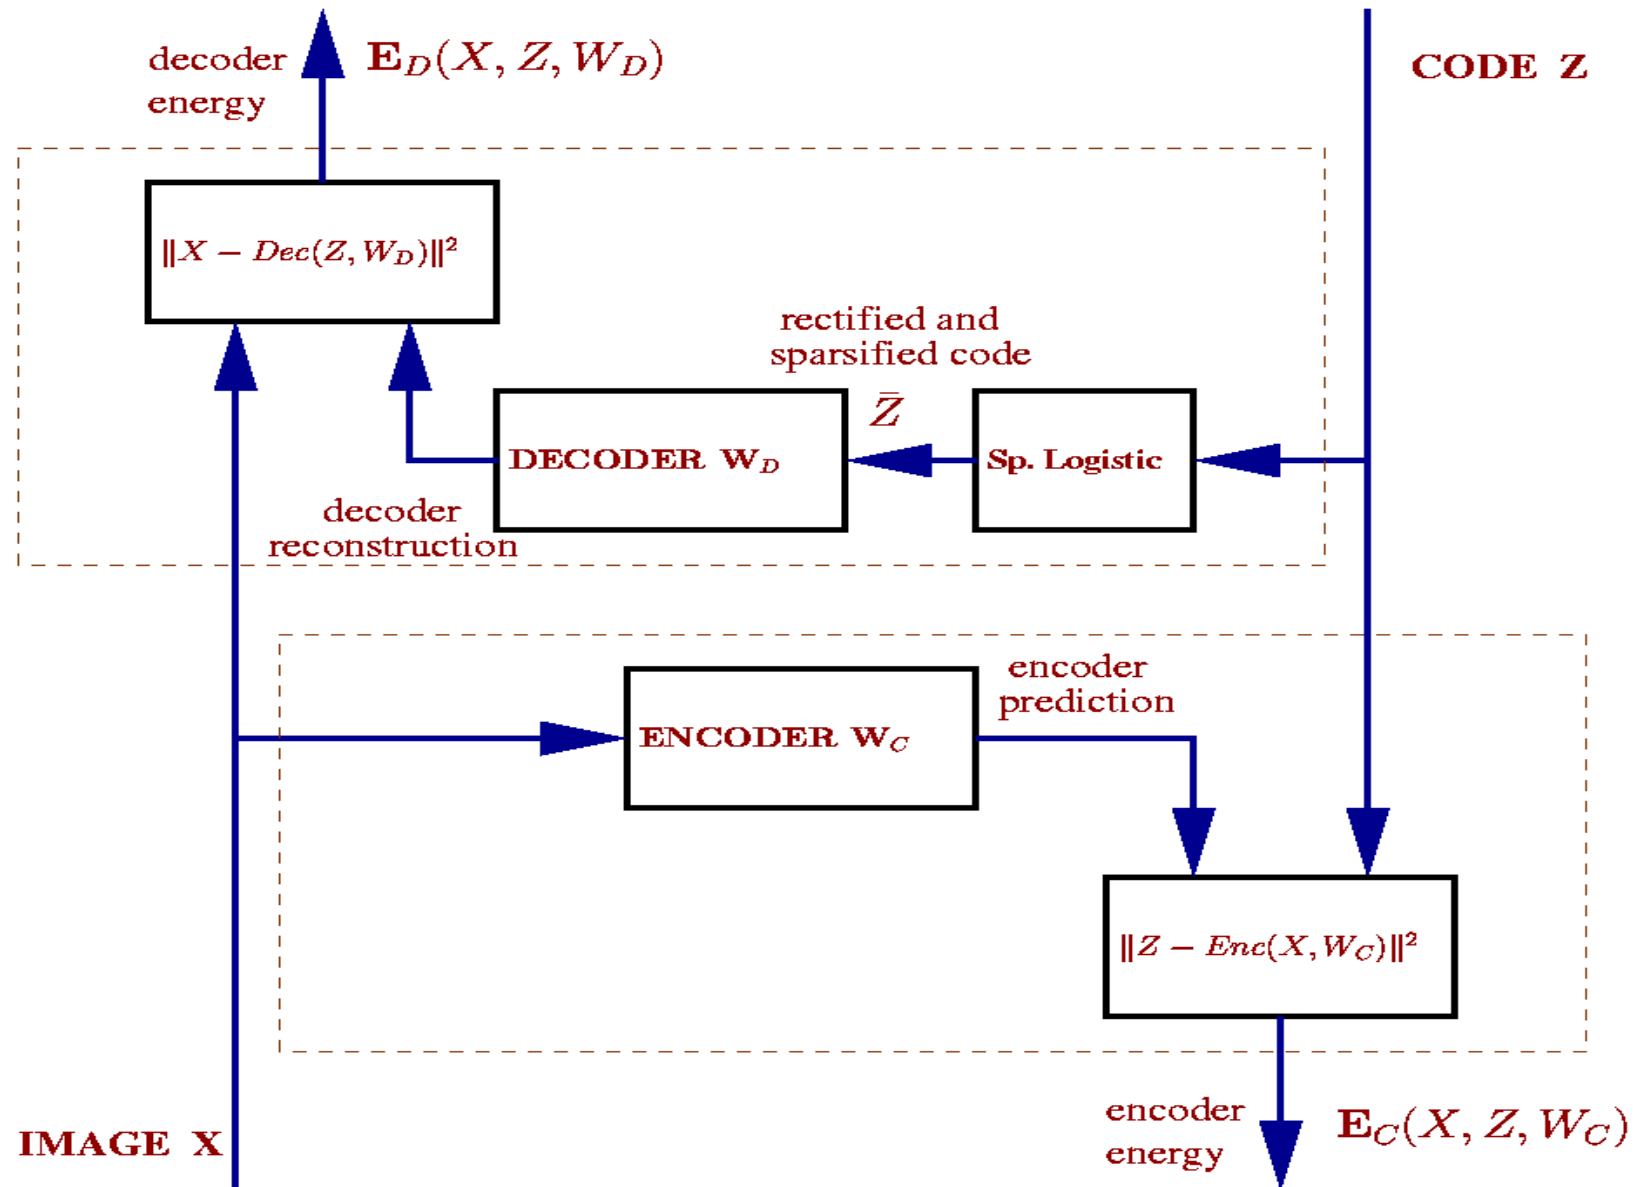 decoder
energy
E_D(X, Z, W_D)
CODE Z
‖X − Dec(Z, W_D)‖²
rectified and
sparsified code
Z̄
DECODER W_D
Sp. Logistic
decoder
reconstruction
encoder
prediction
ENCODER W_C
‖Z − Enc(X, W_C)‖²
encoder
energy
E_C(X, Z, W_C)
IMAGE X